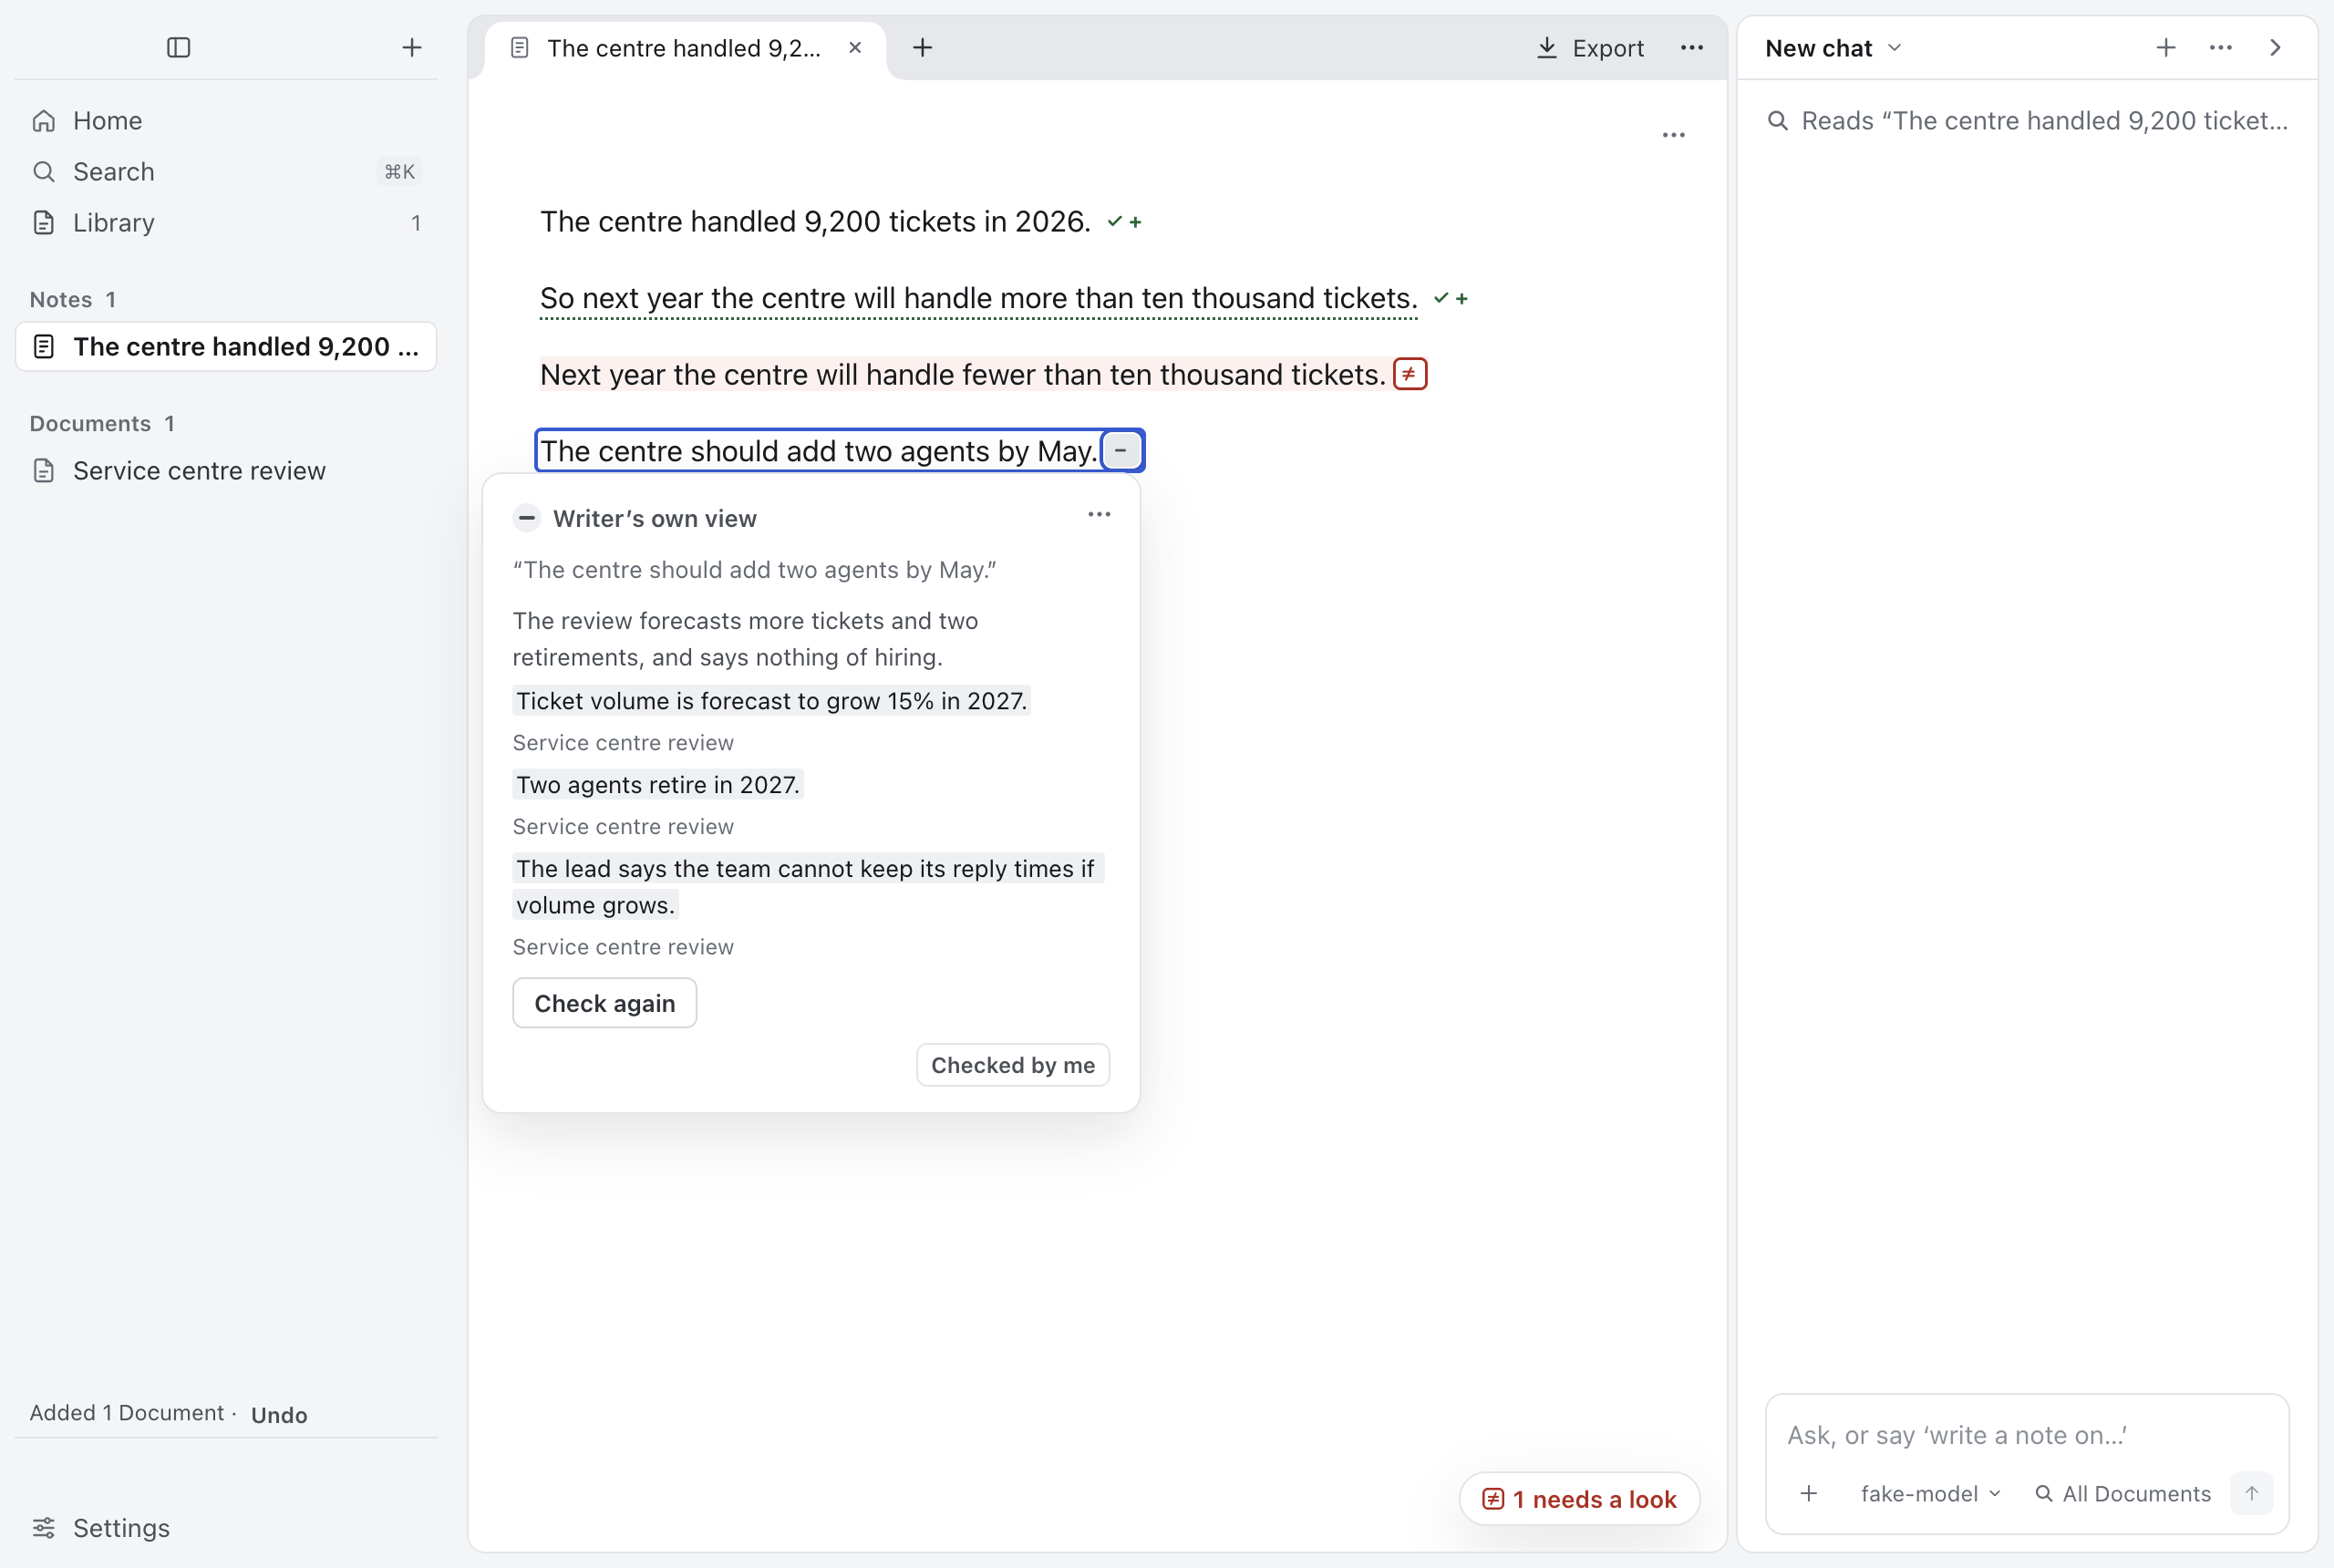 Home
Search ⌘K
Library 1
Notes 1
The centre handled 9,200 ...
Documents 1
Service centre review
Added 1 Document · Undo
Settings
The centre handled 9,2...
Export
The centre handled 9,200 tickets in 2026.
So next year the centre will handle more than ten thousand tickets.
Next year the centre will handle fewer than ten thousand tickets. ≠
The centre should add two agents by May. –
Writer’s own view
“The centre should add two agents by May.”
The review forecasts more tickets and two
retirements, and says nothing of hiring.
Ticket volume is forecast to grow 15% in 2027.
Service centre review
Two agents retire in 2027.
Service centre review
The lead says the team cannot keep its reply times if
volume grows.
Service centre review
Check again
Checked by me
≠ 1 needs a look
New chat
Reads “The centre handled 9,200 ticket...
Ask, or say ‘write a note on...’
fake-model
All Documents